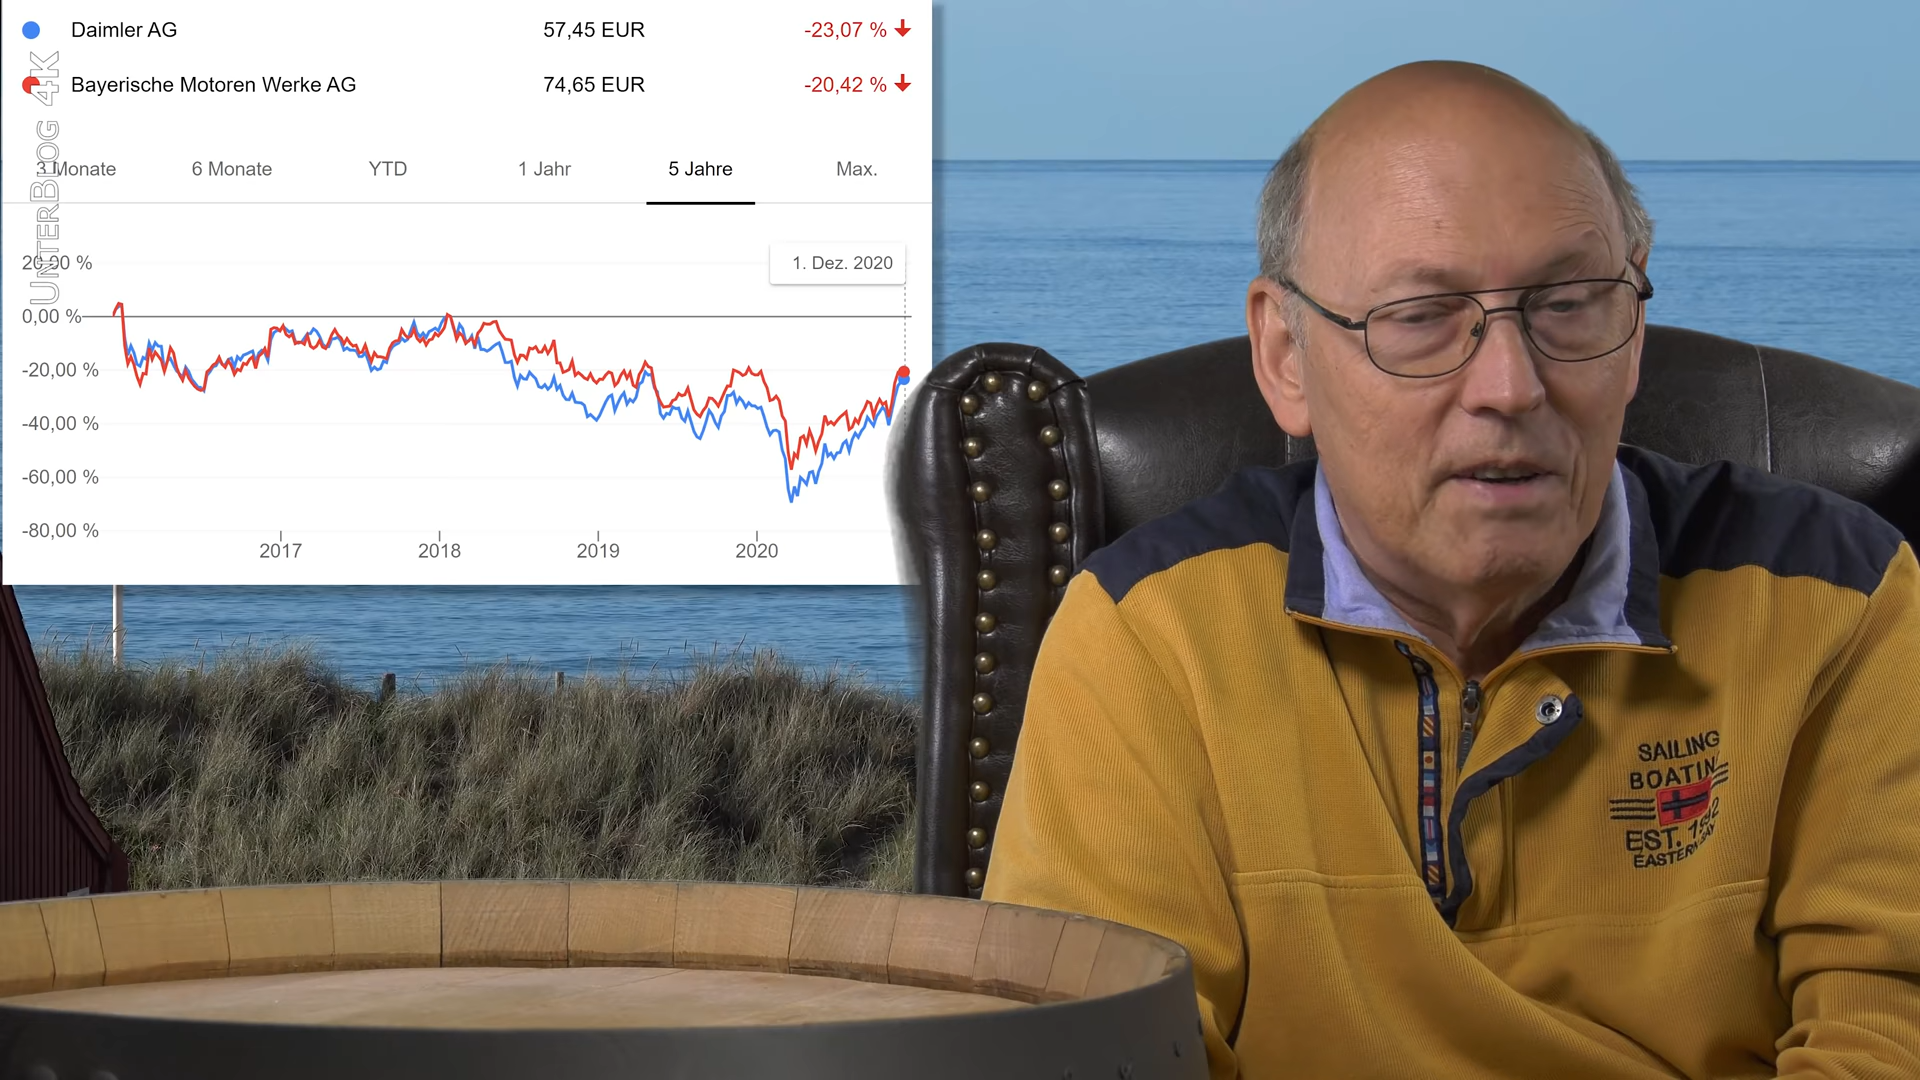 Daimler AG 57,45 EUR -23,07 %
Bayerische Motoren Werke AG 74,65 EUR -20,42 %
UNTERBLOG 4K
3 Monate 6 Monate YTD 1 Jahr 5 Jahre Max.
1. Dez. 2020
20,00 %
0,00 %
-20,00 %
-40,00 %
-60,00 %
-80,00 %
2017 2018 2019 2020
SAILING
BOATIN
EST.
EASTERN